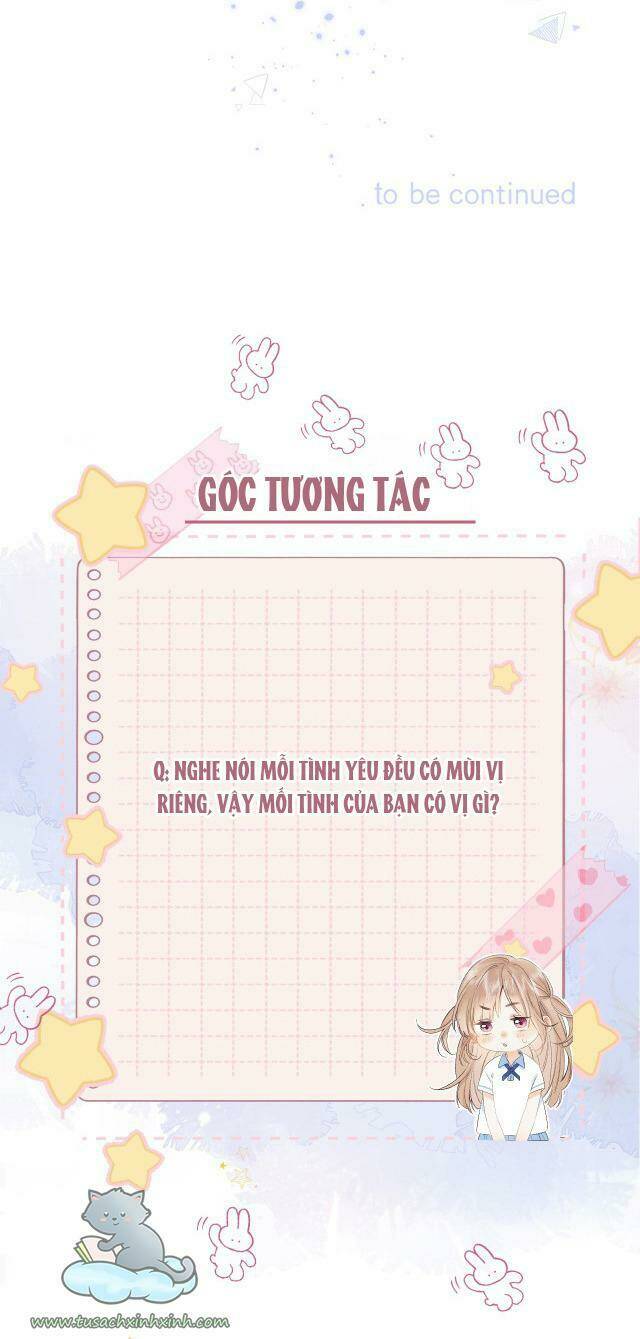 to be continued
GÓC TƯƠNG TÁC
Q: NGHE NÓI MỖI TÌNH YÊU ĐỀU CÓ MÙI VỊ
RIÊNG, VẬY MỐI TÌNH CỦA BẠN CÓ VỊ GÌ?
www.tusachxinhxinh.com